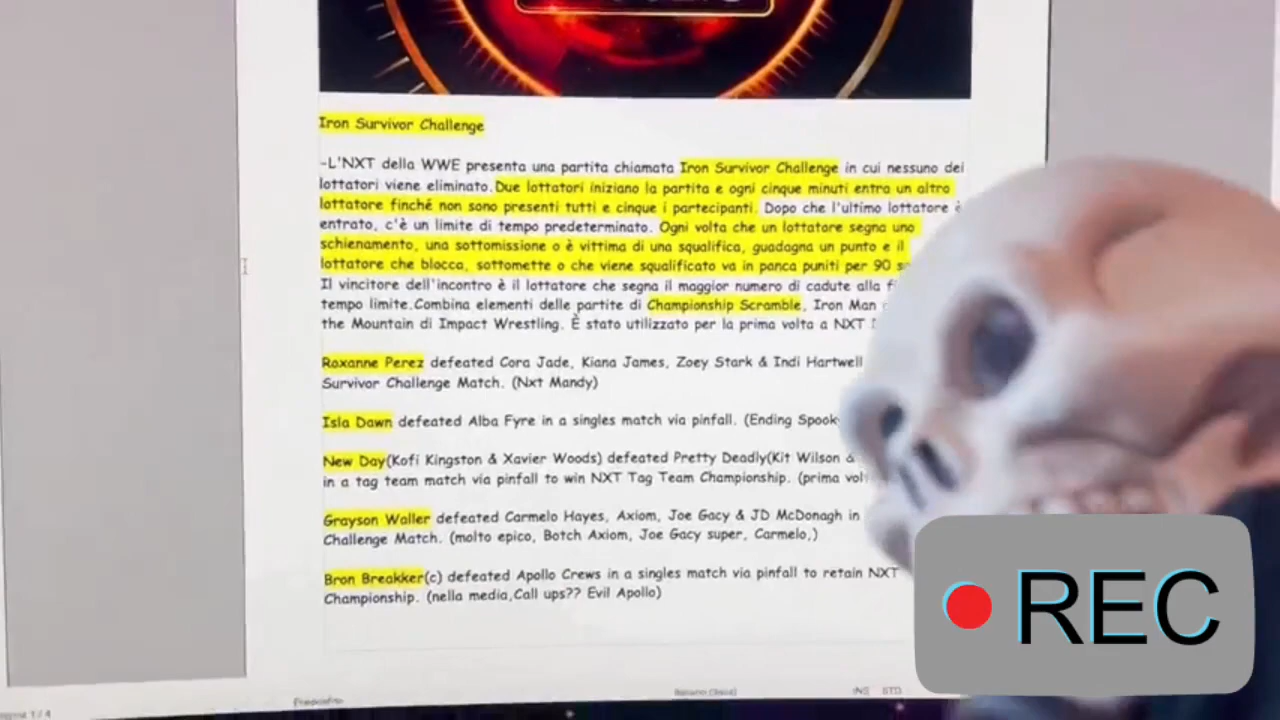 Iron Survivor Challenge
-L'NXT della WWE presenta una partita chiamata Iron Survivor Challenge in cui nessuno dei
lottatori viene eliminato. Due lottatori iniziano la partita e ogni cinque minuti entra un altro
lottatore finché non sono presenti tutti e cinque i partecipanti. Dopo che l'ultimo lottatore è
entrato, c'è un limite di tempo predeterminato. Ogni volta che un lottatore segna uno
schienamento, una sottomissione o è vittima di una squalifica, guadagna un punto e il
lottatore che blocca, sottomette o che viene squalificato va in panca puniti per 90
Il vincitore dell'incontro è il lottatore che segna il maggior numero di cadute alla
tempo limite.Combina elementi delle partite di Championship Scramble, Iron Man
the Mountain di Impact Wrestling. È stato utilizzato per la prima volta a NXT
Roxanne Perez defeated Cora Jade, Kiana James, Zoey Stark & Indi Hartwell
Survivor Challenge Match. (Nxt Mandy)
Isla Dawn defeated Alba Fyre in a singles match via pinfall. (Ending Spook
New Day(Kofi Kingston & Xavier Woods) defeated Pretty Deadly(Kit Wilson &
in a tag team match via pinfall to win NXT Tag Team Championship. (prima
Grayson Waller defeated Carmelo Hayes, Axiom, Joe Gacy & JD McDonagh in
Challenge Match. (molto epico, Botch Axiom, Joe Gacy super, Carmelo,)
Bron Breakker(c) defeated Apollo Crews in a singles match via pinfall to retain NXT
Championship. (nella media,Call ups?? Evil Apollo)
REC